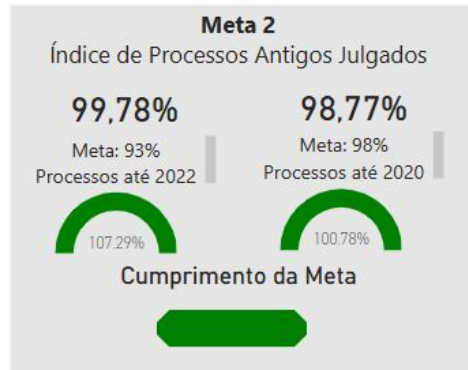 Meta 2
Índice de Processos Antigos Julgados
99,78%
Meta: 93%
Processos até 2022
107.29%
98,77%
Meta: 98%
Processos até 2020
100.78%
Cumprimento da Meta